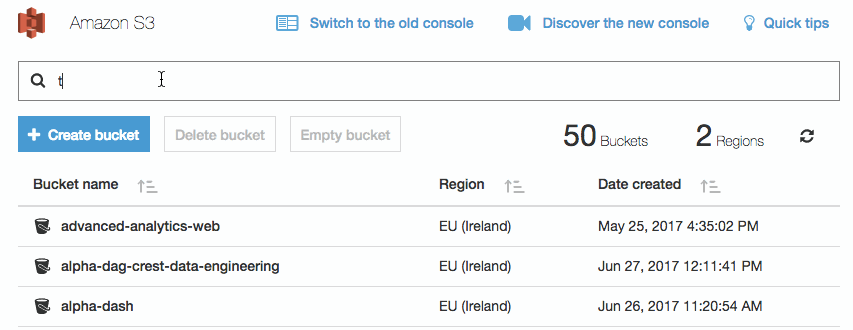 Amazon S3 Switch to the old console Discover the new console Quick tips
t
Create bucket Delete bucket Empty bucket 50 Buckets 2 Regions
Bucket name Region Date created
advanced-analytics-web EU (Ireland) May 25, 2017 4:35:02 PM
alpha-dag-crest-data-engineering EU (Ireland) Jun 27, 2017 12:11:41 PM
alpha-dash EU (Ireland) Jun 26, 2017 11:20:54 AM